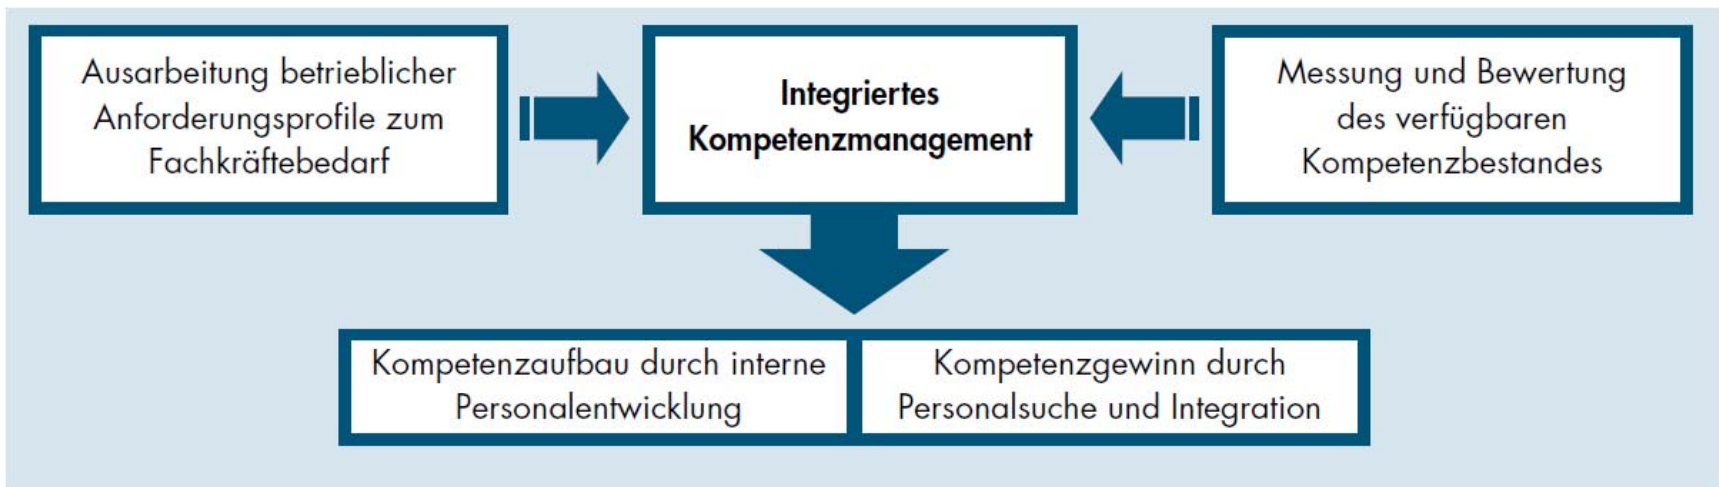 Ausarbeitung betrieblicher
Anforderungsprofile zum
Fachkräftebedarf
Integriertes
Kompetenzmanagement
Messung und Bewertung
des verfügbaren
Kompetenzbestandes
Kompetenzaufbau durch interne
Personalentwicklung
Kompetenzgewinn durch
Personalsuche und Integration